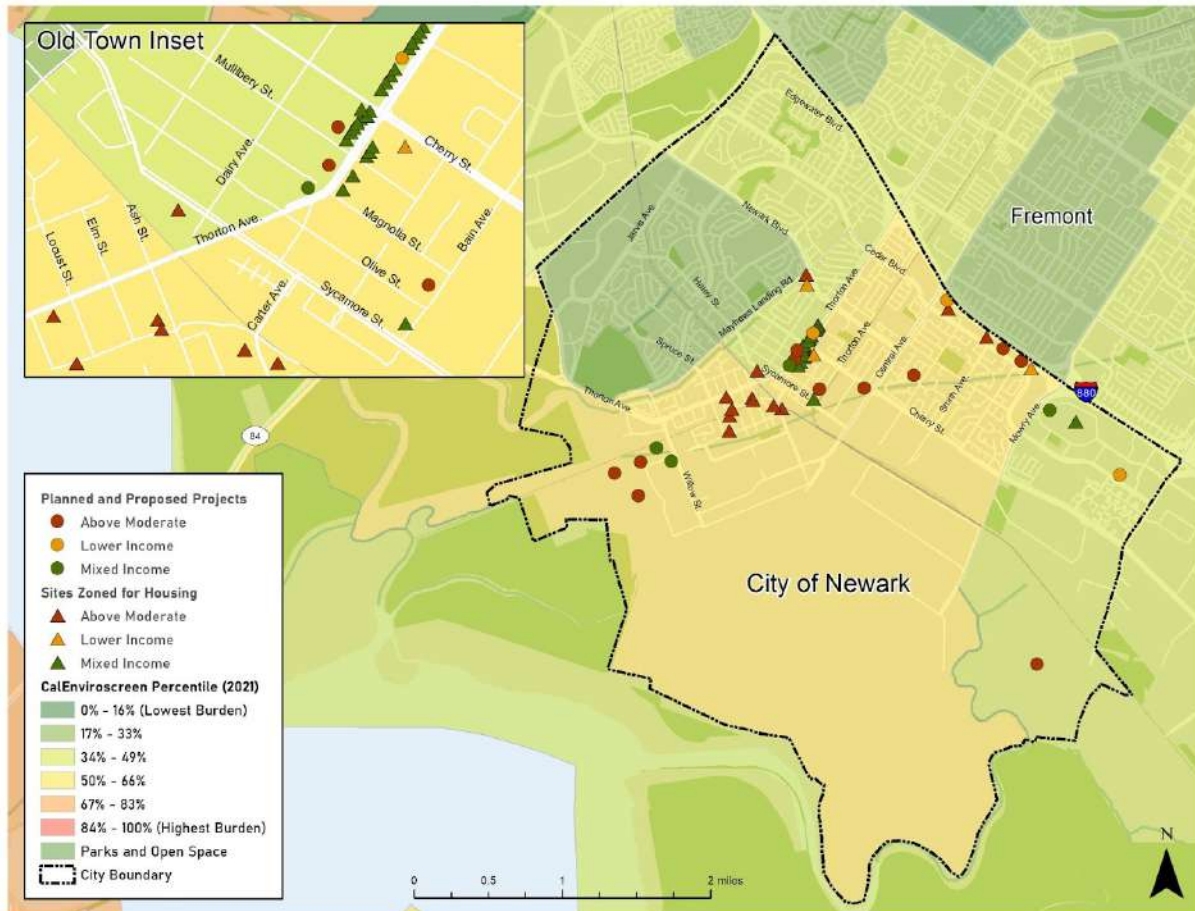 Old Town Inset
Mullibery St.
Dairy Ave.
Cherry St.
Thorton Ave.
Magnolia St.
Bain Ave.
Olive St.
Sycamore St.
Carter Ave.
Ash St.
Elm St.
Locust St.
Edgewater Blvd.
Fremont
Jarvis Ave.
Newark Blvd.
Haley St.
Mayhews Landing Rd.
Thorton Ave.
Cedar Blvd.
Spruce St.
Thorton Ave.
Central Ave.
Sycamore St.
Smith Ave.
Cherry St.
Mowry Ave.
880
Thorton Ave.
Willow St.
84
City of Newark
Planned and Proposed Projects
Above Moderate
Lower Income
Mixed Income
Sites Zoned for Housing
Above Moderate
Lower Income
Mixed Income
CalEnviroscreen Percentile (2021)
0% - 16% (Lowest Burden)
17% - 33%
34% - 49%
50% - 66%
67% - 83%
84% - 100% (Highest Burden)
Parks and Open Space
City Boundary
0 0.5 1 2 miles
N